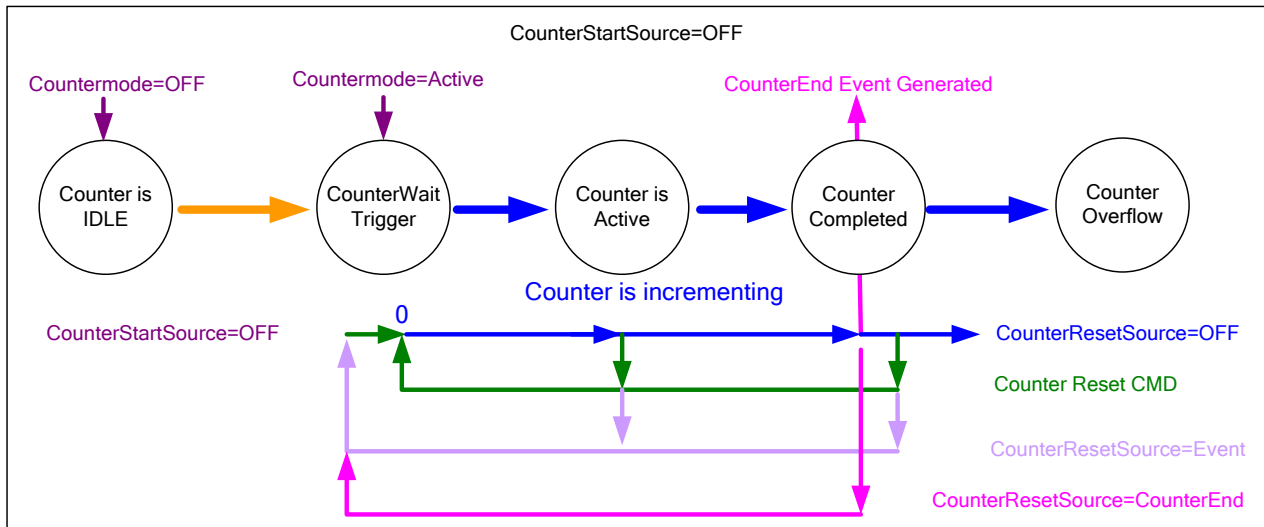 CounterStartSource=OFF
Countermode=OFF
Countermode=Active
CounterEnd Event Generated
Counter is
IDLE
CounterWait
Trigger
Counter is
Active
Counter
Completed
Counter
Overflow
Counter is incrementing
0
CounterStartSource=OFF
CounterResetSource=OFF
Counter Reset CMD
CounterResetSource=Event
CounterResetSource=CounterEnd